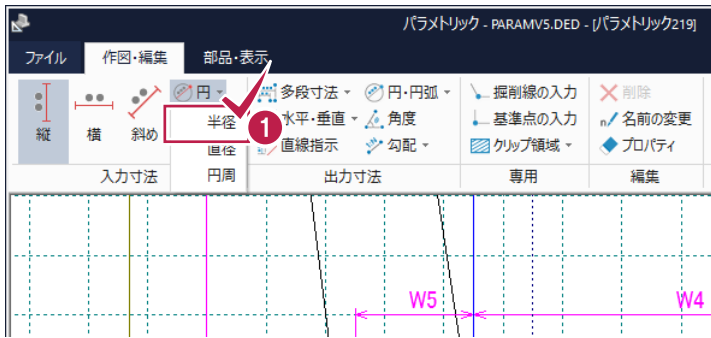 パラメトリック - PARAMV5.DED - [パラメトリック219]
ファイル 作図・編集 部品・表示
円 多段寸法 円・円弧 掘削線の入力 削除
半径 水平・垂直 角度 基準点の入力 名前の変更
縦 横 斜め 直径 直線指示 勾配 クリップ領域 プロパティ
入力寸法 円周 出力寸法 専用 編集
1
W5 W4